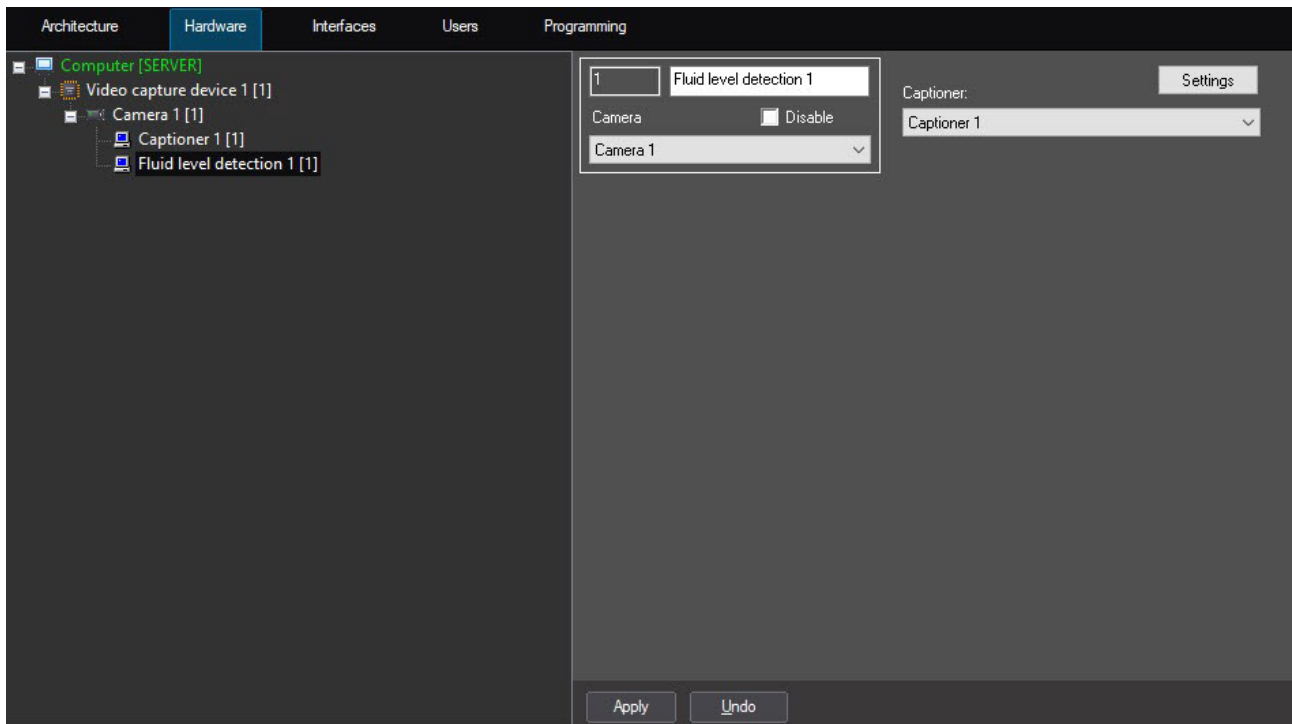 Architecture Hardware Interfaces Users Programming
Computer [SERVER]
Video capture device 1 [1]
Camera 1 [1]
Captioner 1 [1]
Fluid level detection 1 [1]
1 Fluid level detection 1
Camera Disable
Camera 1
Settings
Captioner:
Captioner 1
Apply Undo